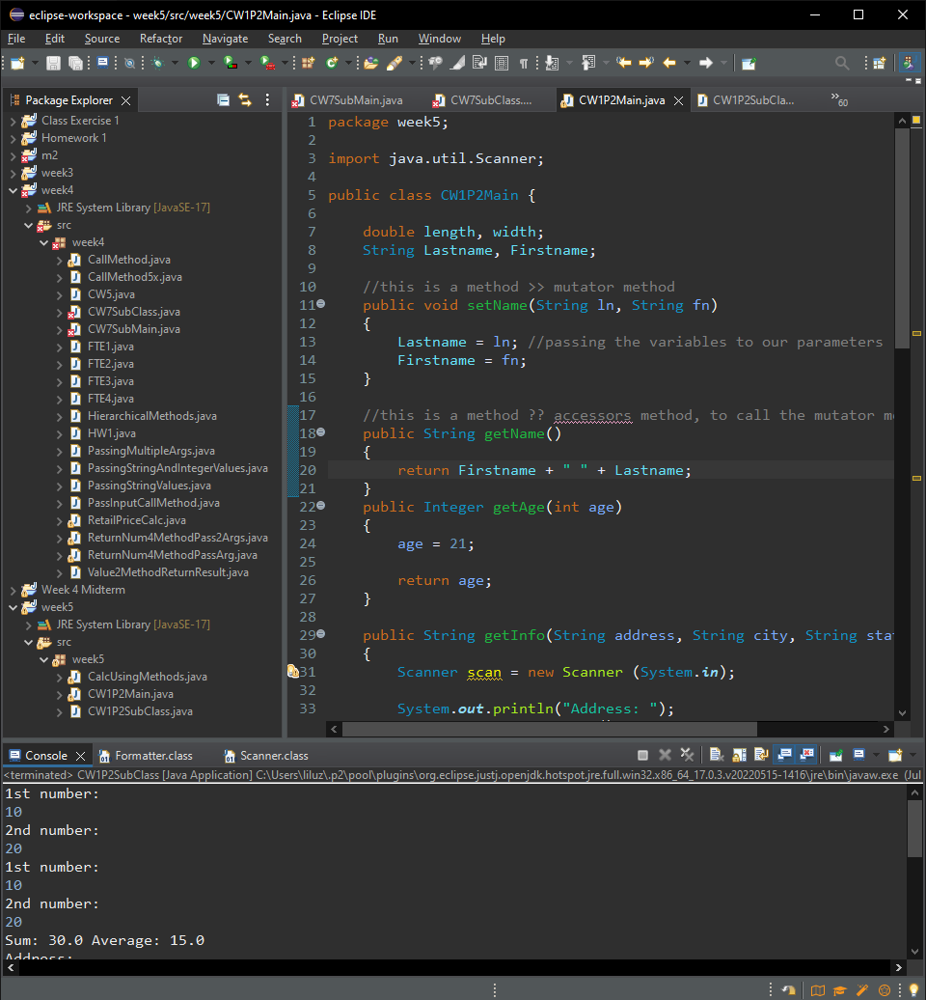 eclipse-workspace - week5/src/week5/CW1P2Main.java - Eclipse IDE
File Edit Source Refactor Navigate Search Project Run Window Help
Package Explorer
Class Exercise 1
Homework 1
m2
week3
week4
JRE System Library [JavaSE-17]
src
week4
CallMethod.java
CallMethod5x.java
CW5.java
CW7SubClass.java
CW7SubMain.java
FTE1.java
FTE2.java
FTE3.java
FTE4.java
HierarchicalMethods.java
HW1.java
PassingMultipleArgs.java
PassingStringAndIntegerValues.java
PassingStringValues.java
PassInputCallMethod.java
RetailPriceCalc.java
ReturnNum4MethodPass2Args.java
ReturnNum4MethodPassArg.java
Value2MethodReturnResult.java
Week 4 Midterm
week5
JRE System Library [JavaSE-17]
src
week5
CalcUsingMethods.java
CW1P2Main.java
CW1P2SubClass.java
CW7SubMain.java CW7SubClass.... CW1P2Main.java CW1P2SubCla... »60
1 package week5;
2
3 import java.util.Scanner;
4
5 public class CW1P2Main {
6
7 double length, width;
8 String Lastname, Firstname;
9
10 //this is a method >> mutator method
11 public void setName(String ln, String fn)
12 {
13 Lastname = ln; //passing the variables to our parameters
14 Firstname = fn;
15 }
16
17 //this is a method ?? accessors method, to call the mutator m
18 public String getName()
19 {
20 return Firstname + " " + Lastname;
21 }
22 public Integer getAge(int age)
23 {
24 age = 21;
25
26 return age;
27 }
28
29 public String getInfo(String address, String city, String sta
30 {
31 Scanner scan = new Scanner (System.in);
32
33 System.out.println("Address: ");
Console Formatter.class Scanner.class
<terminated> CW1P2SubClass [Java Application] C:\Users\liluz\.p2\pool\plugins\org.eclipse.justj.openjdk.hotspot.jre.full.win32.x86_64_17.0.3.v20220515-1416\jre\bin\javaw.exe (Jul
1st number:
10
2nd number:
20
1st number:
10
2nd number:
20
Sum: 30.0 Average: 15.0
Address: